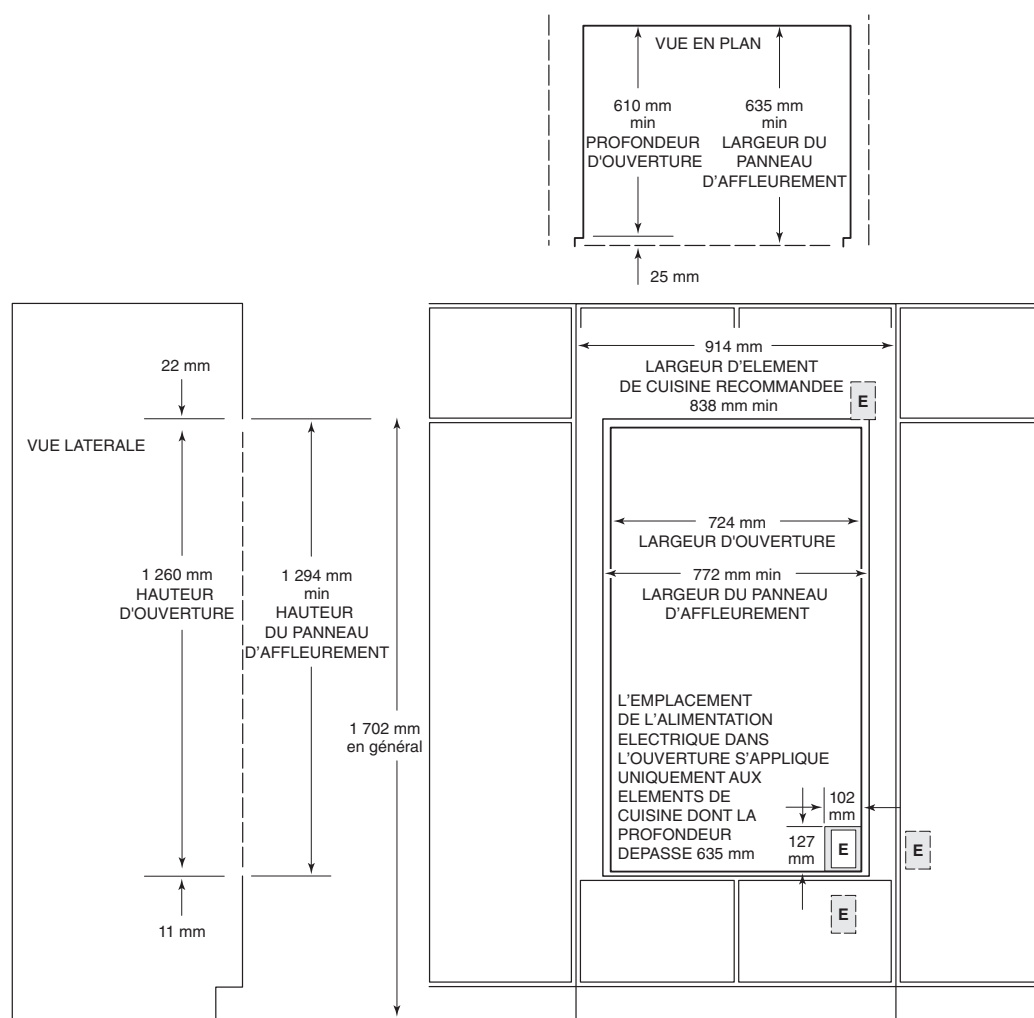 VUE EN PLAN
610 mm
min
PROFONDEUR
D'OUVERTURE
635 mm
min
LARGEUR DU
PANNEAU
D'AFFLEUREMENT
25 mm
22 mm
VUE LATERALE
1 260 mm
HAUTEUR
D'OUVERTURE
1 294 mm
min
HAUTEUR
DU PANNEAU
D'AFFLEUREMENT
11 mm
1 702 mm
en général
914 mm
LARGEUR D'ELEMENT
DE CUISINE RECOMMANDEE
838 mm min
E
724 mm
LARGEUR D'OUVERTURE
772 mm min
LARGEUR DU PANNEAU
D'AFFLEUREMENT
L'EMPLACEMENT
DE L'ALIMENTATION
ELECTRIQUE DANS
L'OUVERTURE S'APPLIQUE
UNIQUEMENT AUX
ELEMENTS DE
CUISINE DONT LA
PROFONDEUR
DEPASSE 635 mm
102
mm
127
mm
E
E
E